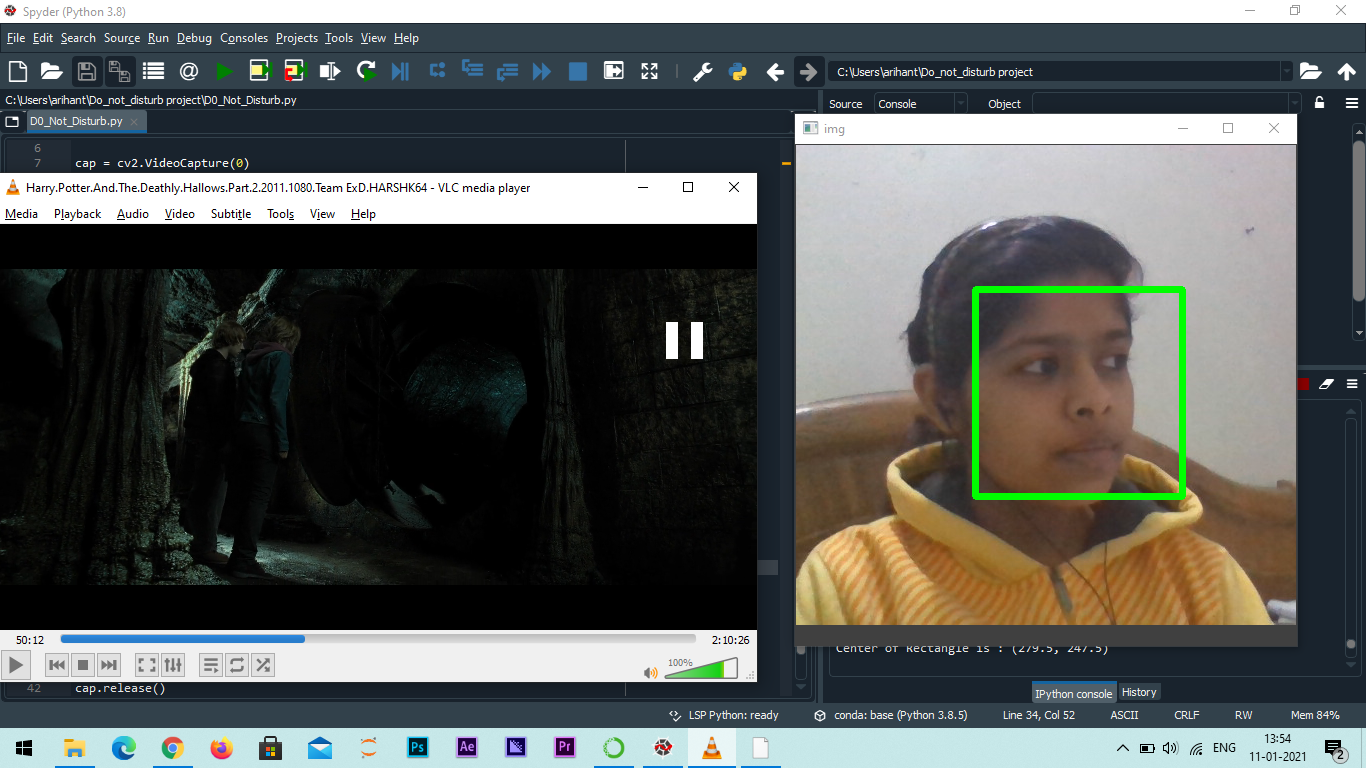 Spyder (Python 3.8)
File Edit Search Source Run Debug Consoles Projects Tools View Help
C:\Users\arihant\Do_not_disturb project
C:\Users\arihant\Do_not_disturb project\D0_Not_Disturb.py
Source Console Object
D0_Not_Disturb.py
img
6
7 cap = cv2.VideoCapture(0)
Harry.Potter.And.The.Deathly.Hallows.Part.2.2011.1080.Team ExD.HARSHK64 - VLC media player
Media Playback Audio Video Subtitle Tools View Help
50:12 2:10:26
100%
Center of Rectangle is : (279.5, 247.5)
42 cap.release()
IPython console History
LSP Python: ready conda: base (Python 3.8.5) Line 34, Col 52 ASCII CRLF RW Mem 84%
Ps Ae Pr
ENG 13:54
11-01-2021 2